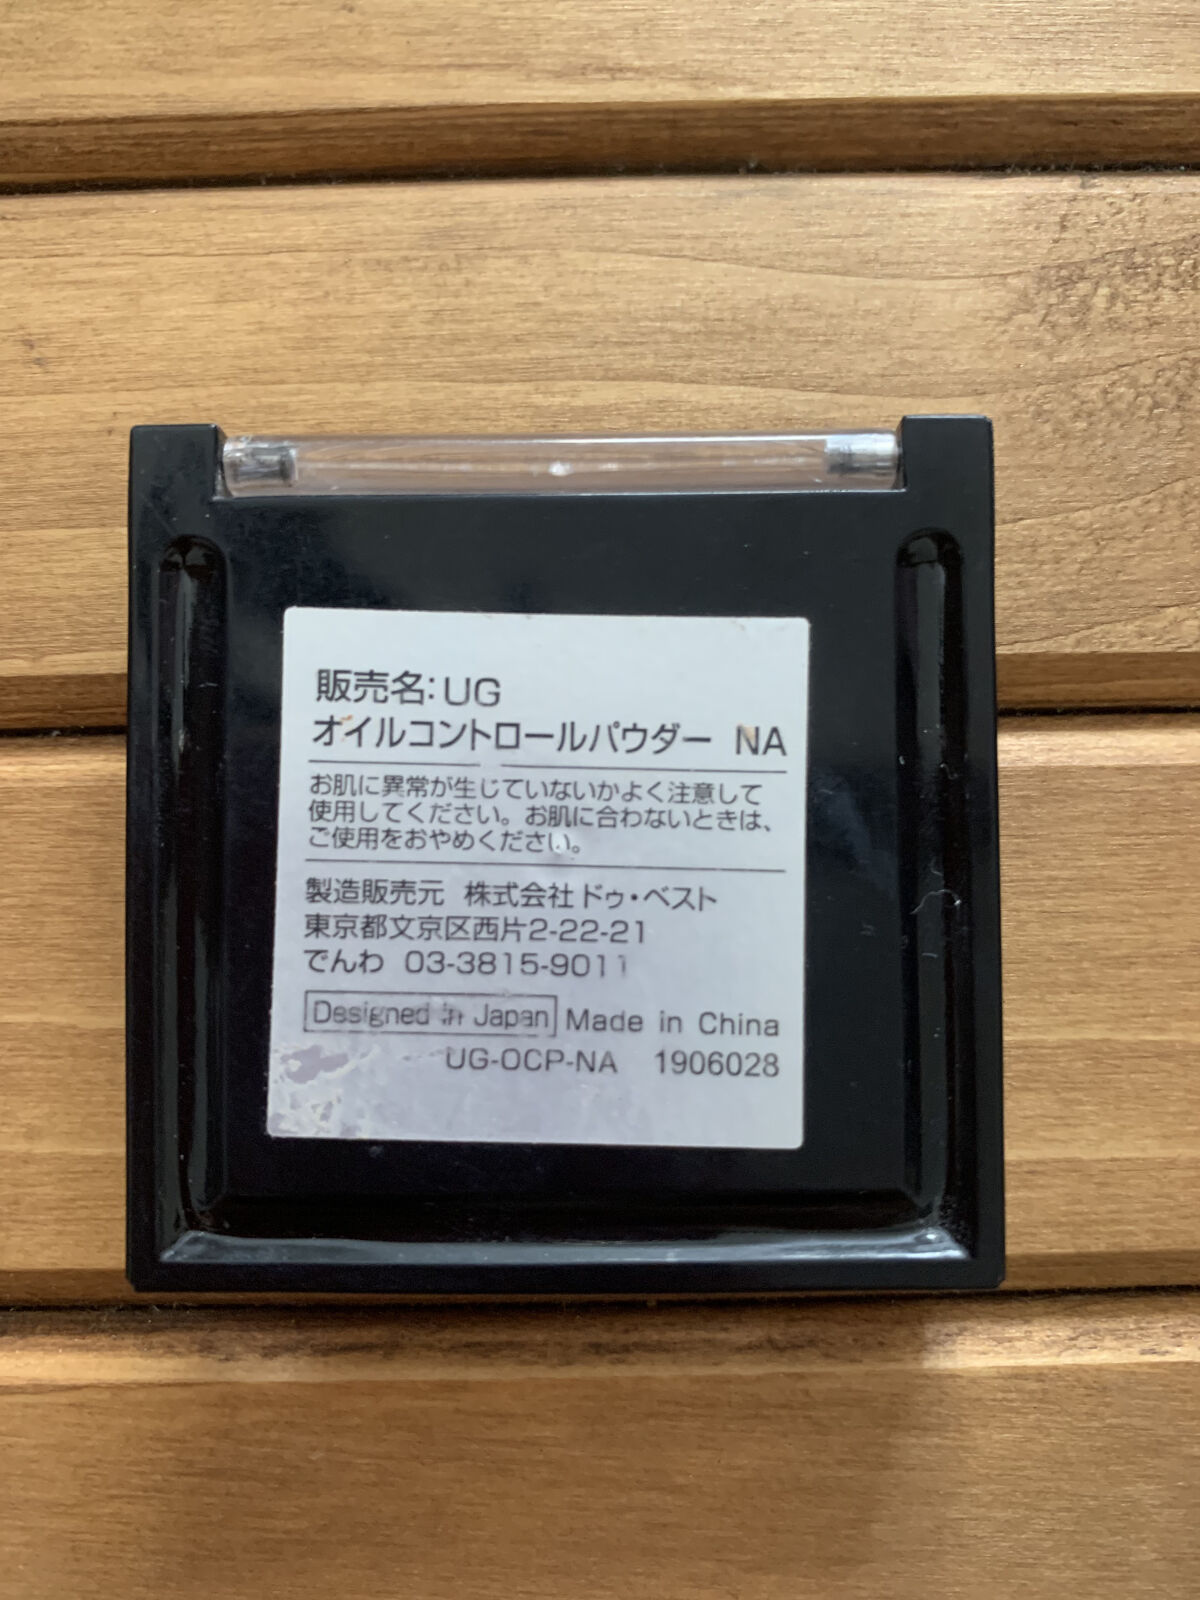 販売名:UG
オイルコントロールパウダー NA
お肌に異常が生じていないかよく注意して
使用してください。お肌に合わないときは、
ご使用をおやめください。
製造販売元 株式会社ドゥ・ベスト
東京都文京区西片2-22-21
でんわ 03-3815-9011
Designed in Japan Made in China
UG-OCP-NA 1906028